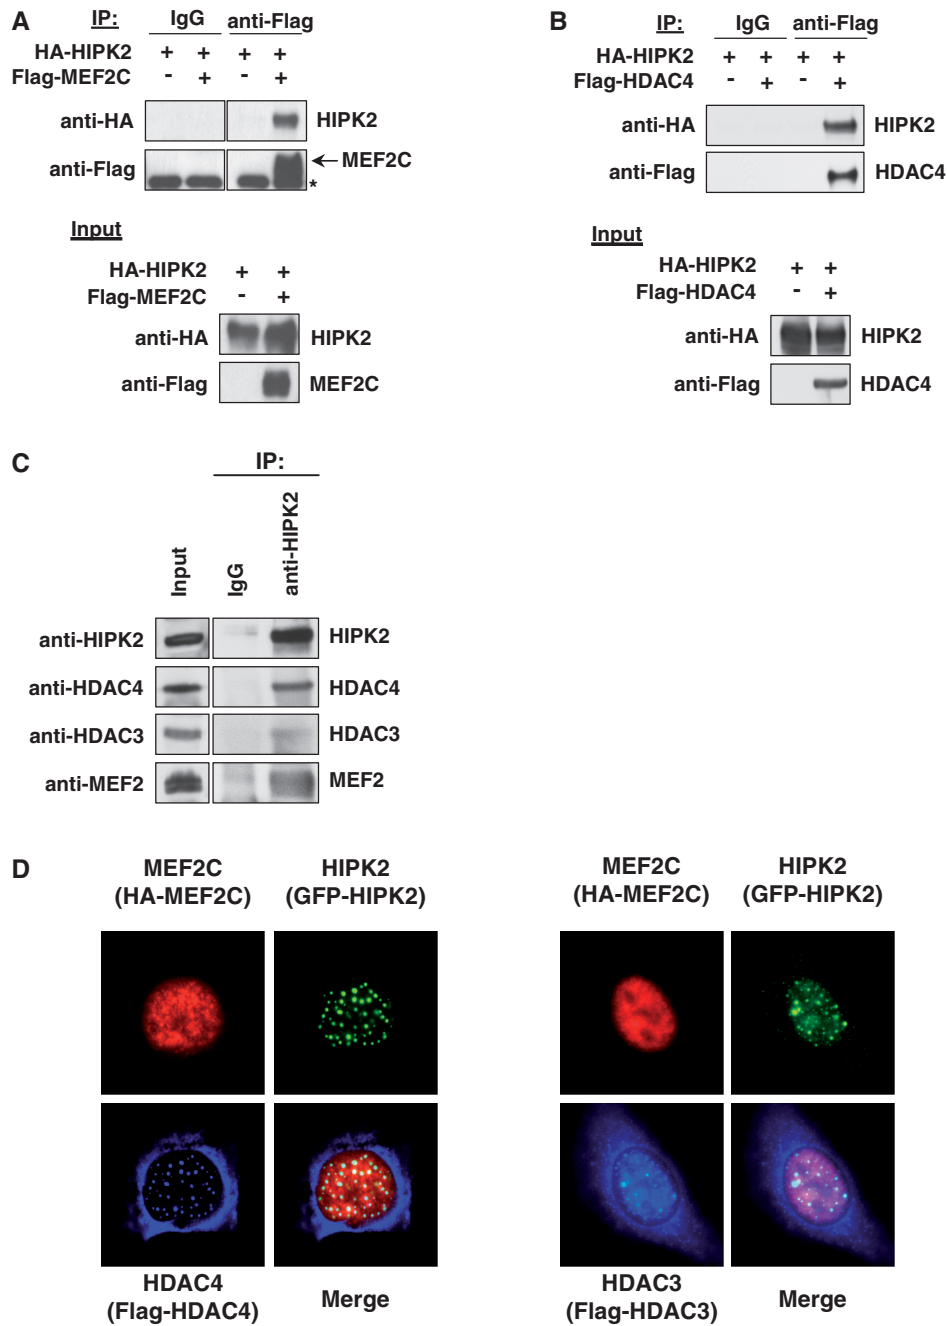 A
IP: IgG anti-Flag
HA-HIPK2 + + + +
Flag-MEF2C - + - +
anti-HA HIPK2
anti-Flag MEF2C
*
Input
HA-HIPK2 + +
Flag-MEF2C - +
anti-HA HIPK2
anti-Flag MEF2C
B
IP: IgG anti-Flag
HA-HIPK2 + + + +
Flag-HDAC4 - + - +
anti-HA HIPK2
anti-Flag HDAC4
Input
HA-HIPK2 + +
Flag-HDAC4 - +
anti-HA HIPK2
anti-Flag HDAC4
C
IP:
Input IgG anti-HIPK2
anti-HIPK2 HIPK2
anti-HDAC4 HDAC4
anti-HDAC3 HDAC3
anti-MEF2 MEF2
D
MEF2C HIPK2
(HA-MEF2C) (GFP-HIPK2)
HDAC4
(Flag-HDAC4) Merge
MEF2C HIPK2
(HA-MEF2C) (GFP-HIPK2)
HDAC3
(Flag-HDAC3) Merge